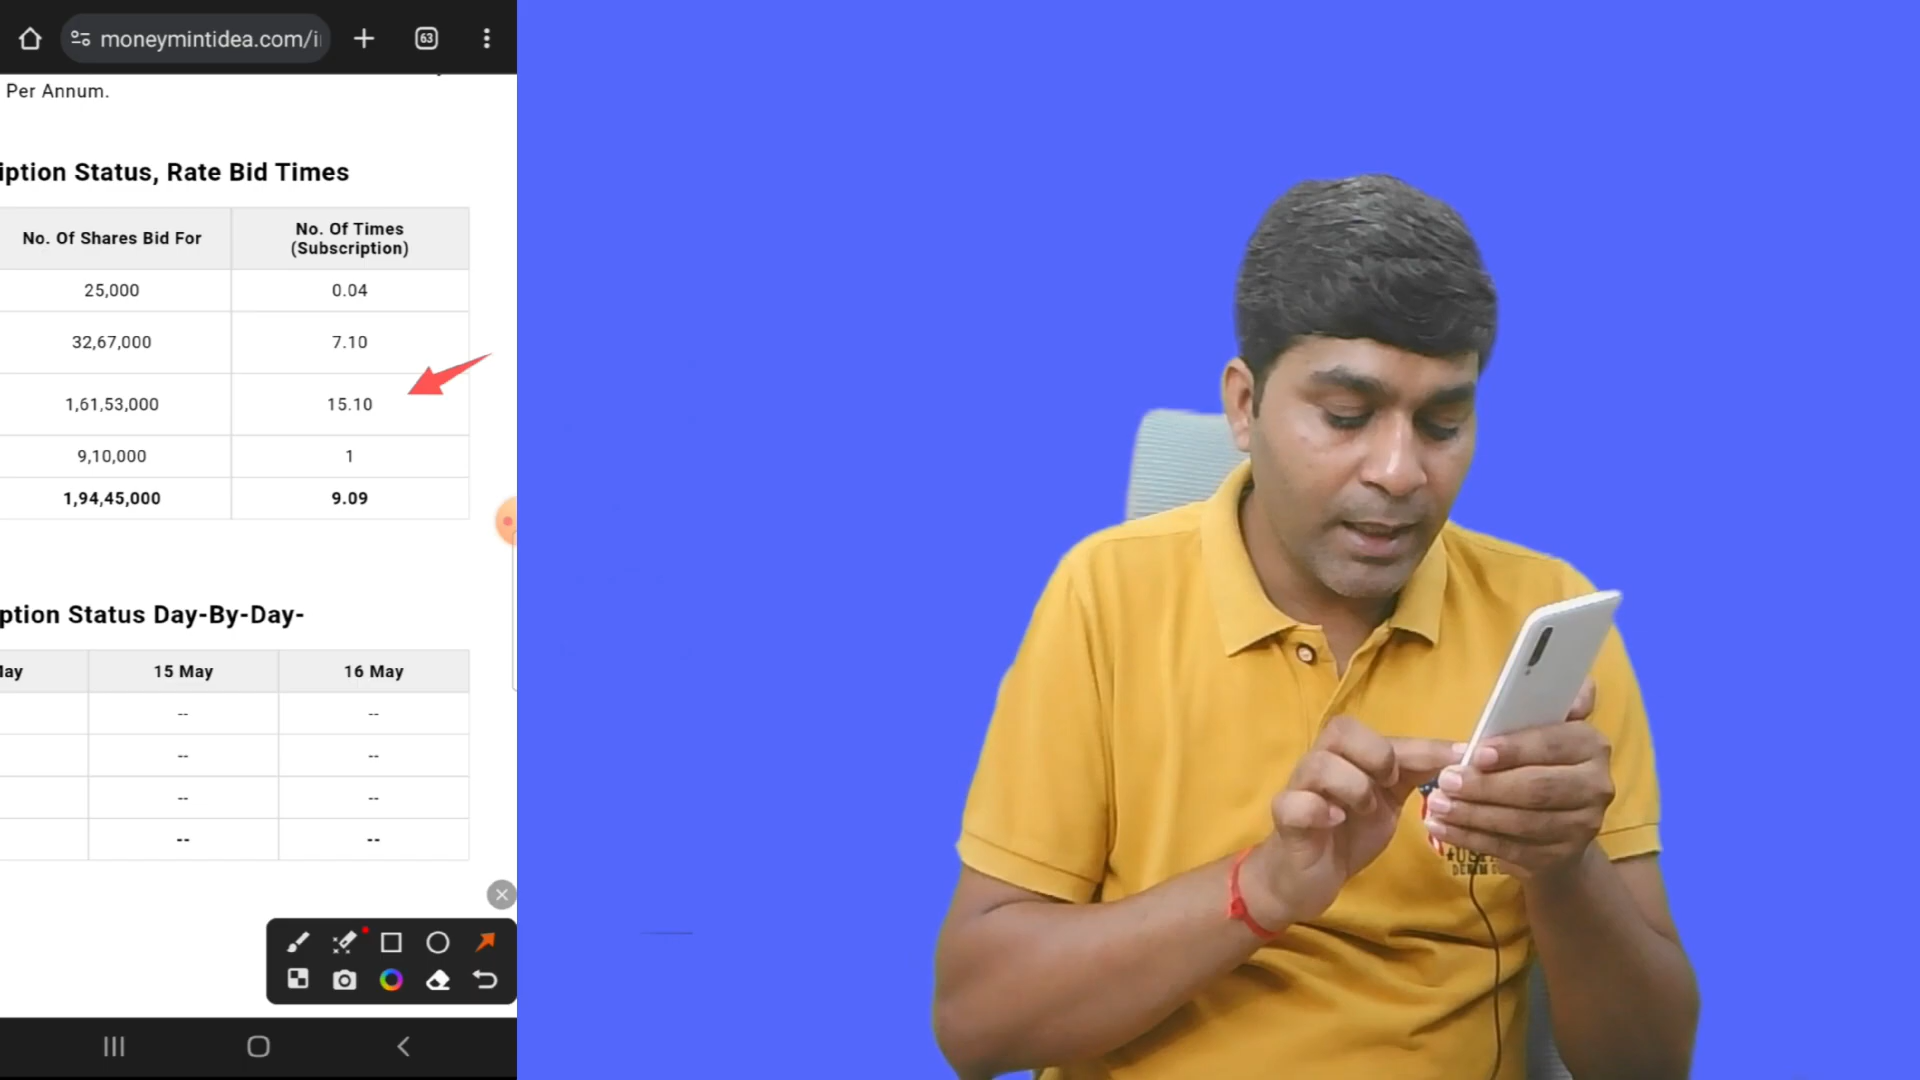 moneymintidea.com/i
63
Per Annum.
iption Status, Rate Bid Times
No. Of Shares Bid For
No. Of Times (Subscription)
25,000
0.04
32,67,000
7.10
1,61,53,000
15.10
9,10,000
1
1,94,45,000
9.09
ption Status Day-By-Day-
lay
15 May
16 May
-- --
-- --
-- --
-- --